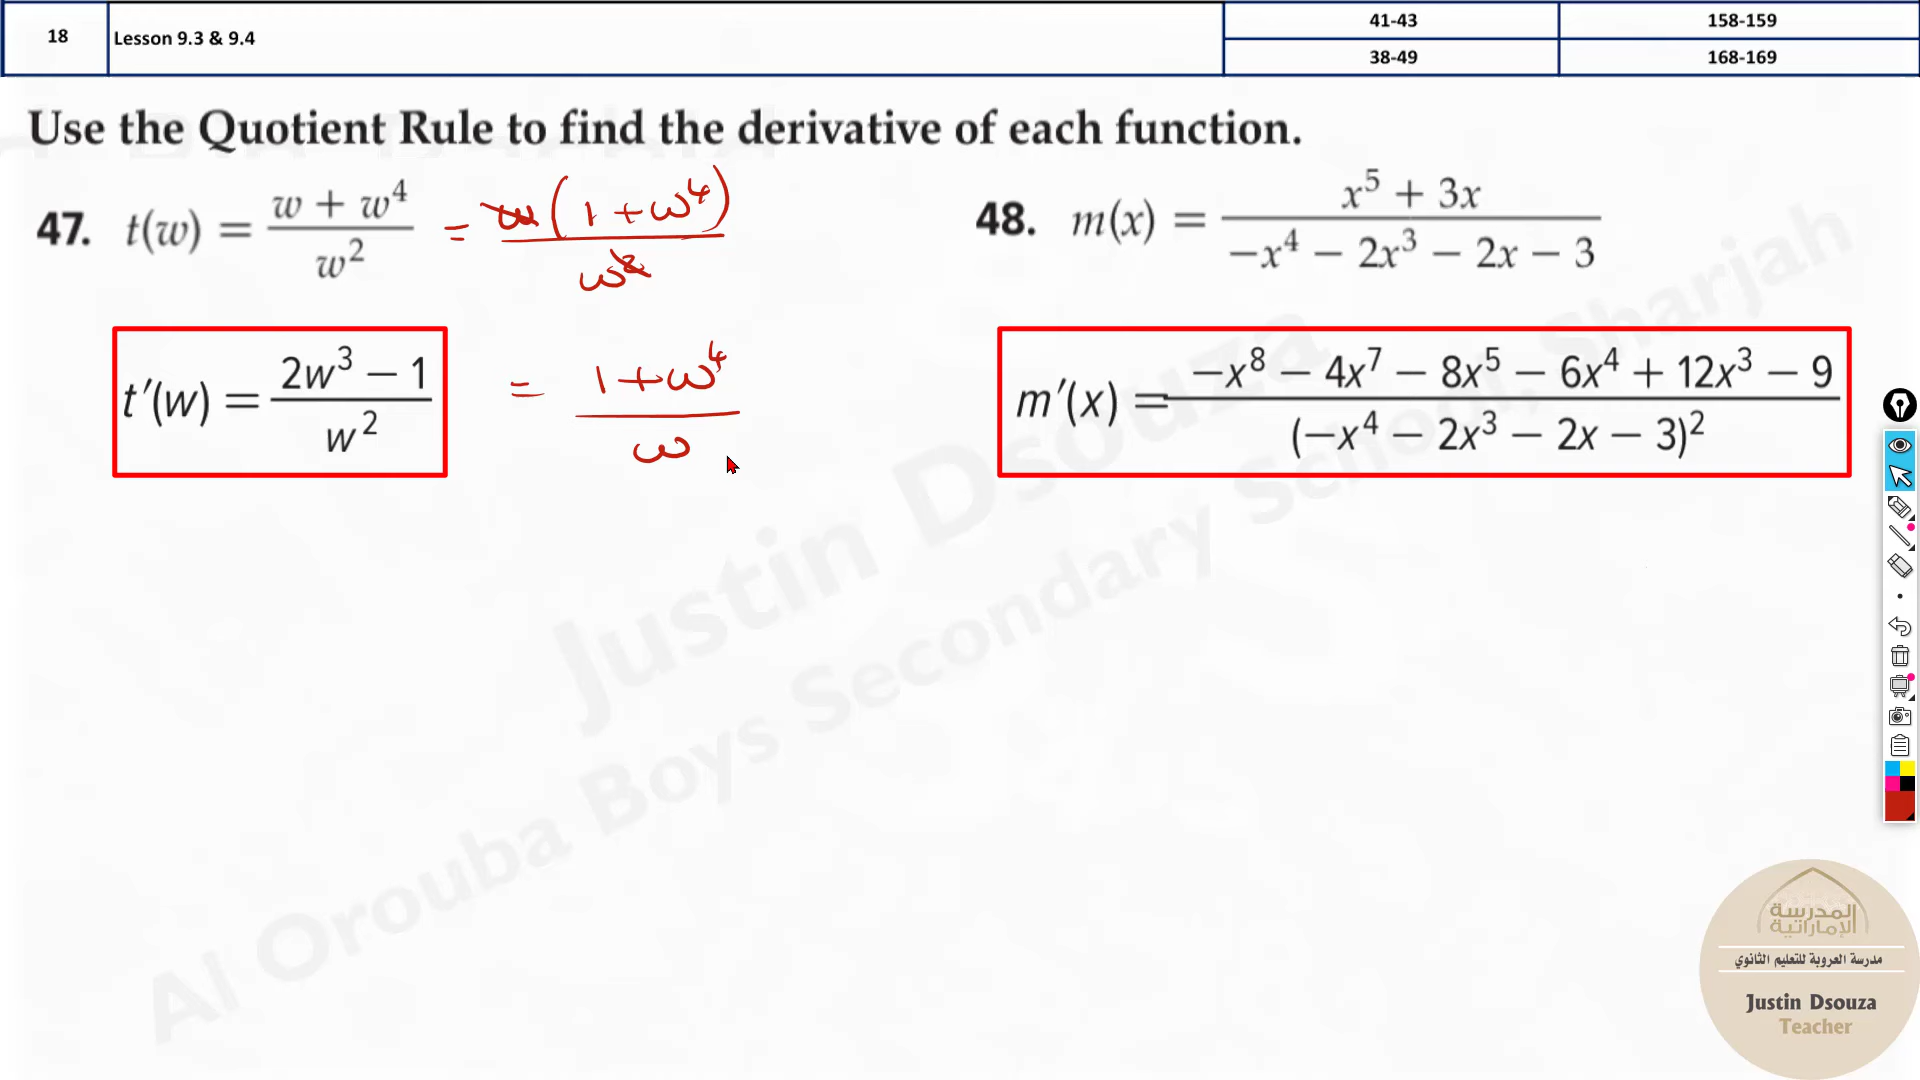 18 Lesson 9.3 & 9.4 41-43 158-159
38-49 168-169
Use the Quotient Rule to find the derivative of each function.
47. t(w) = (w + w^4)/(w^2) = w(1 + w^4)/w^2
48. m(x) = (x^5 + 3x)/(−x^4 − 2x^3 − 2x − 3)
t′(w) = (2w^3 − 1)/(w^2)
= (1 + w^4)/w
m′(x) = (−x^8 − 4x^7 − 8x^5 − 6x^4 + 12x^3 − 9)/((−x^4 − 2x^3 − 2x − 3)^2)
Justin Dsouza
Al Orouba Boys Secondary School, Sharjah
المدرسة
الإماراتية
مدرسة العروبة للتعليم الثانوي
Justin Dsouza
Teacher